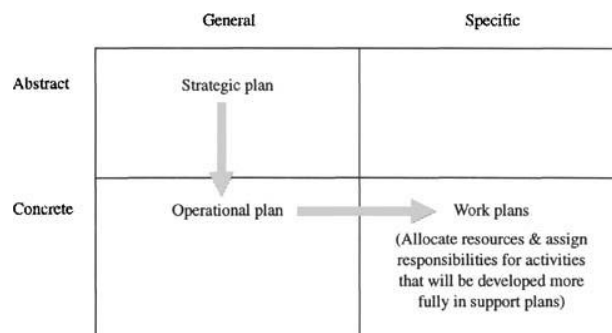 General Specific
Abstract Strategic plan
Concrete Operational plan Work plans
(Allocate resources & assign
responsibilities for activities
that will be developed more
fully in support plans)